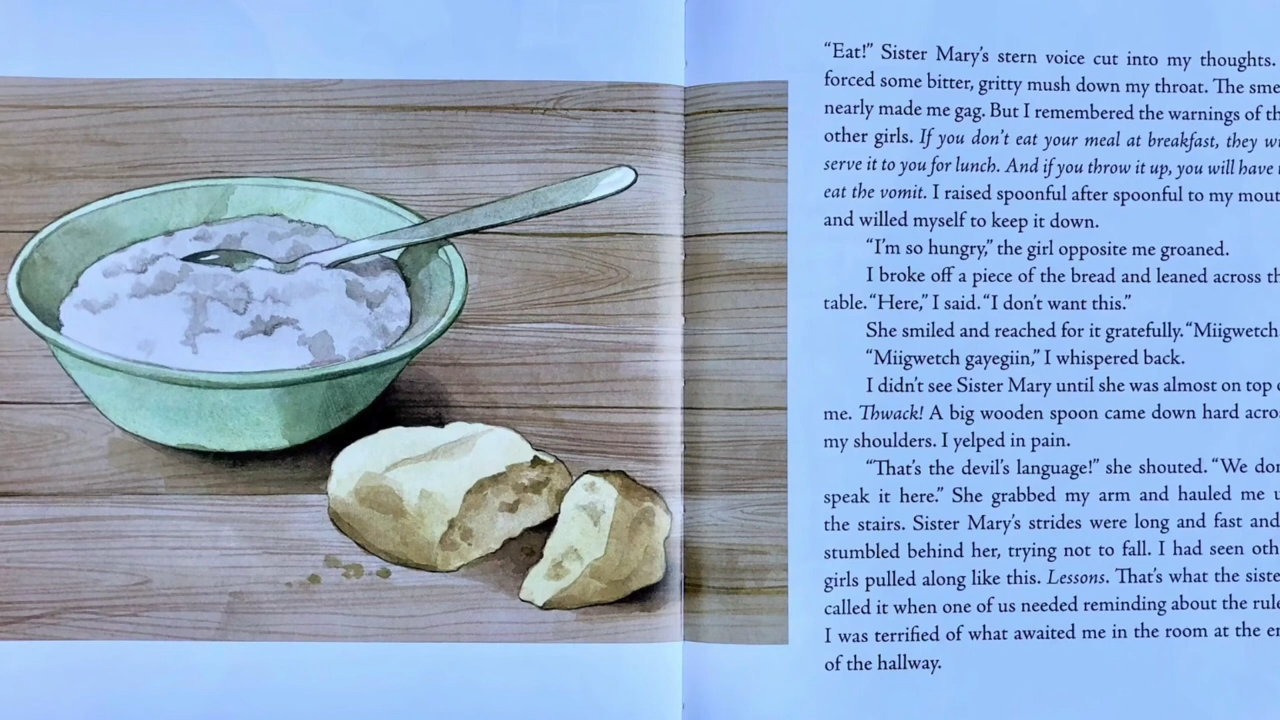 “Eat!” Sister Mary’s stern voice cut into my thoughts.
forced some bitter, gritty mush down my throat. The
nearly made me gag. But I remembered the warnings of
other girls. If you don’t eat your meal at breakfast, they
serve it to you for lunch. And if you throw it up, you will have
eat the vomit. I raised spoonful after spoonful to my
and willed myself to keep it down.
“I’m so hungry,” the girl opposite me groaned.
I broke off a piece of the bread and leaned across
table. “Here,” I said. “I don’t want this.”
She smiled and reached for it gratefully. “Miigwetch
“Miigwetch gayegiin,” I whispered back.
I didn’t see Sister Mary until she was almost on top
me. Thwack! A big wooden spoon came down hard
my shoulders. I yelped in pain.
“That’s the devil’s language!” she shouted. “We
speak it here.” She grabbed my arm and hauled me
the stairs. Sister Mary’s strides were long and fast and
stumbled behind her, trying not to fall. I had seen
girls pulled along like this. Lessons. That’s what the
called it when one of us needed reminding about the
I was terrified of what awaited me in the room at the
of the hallway.